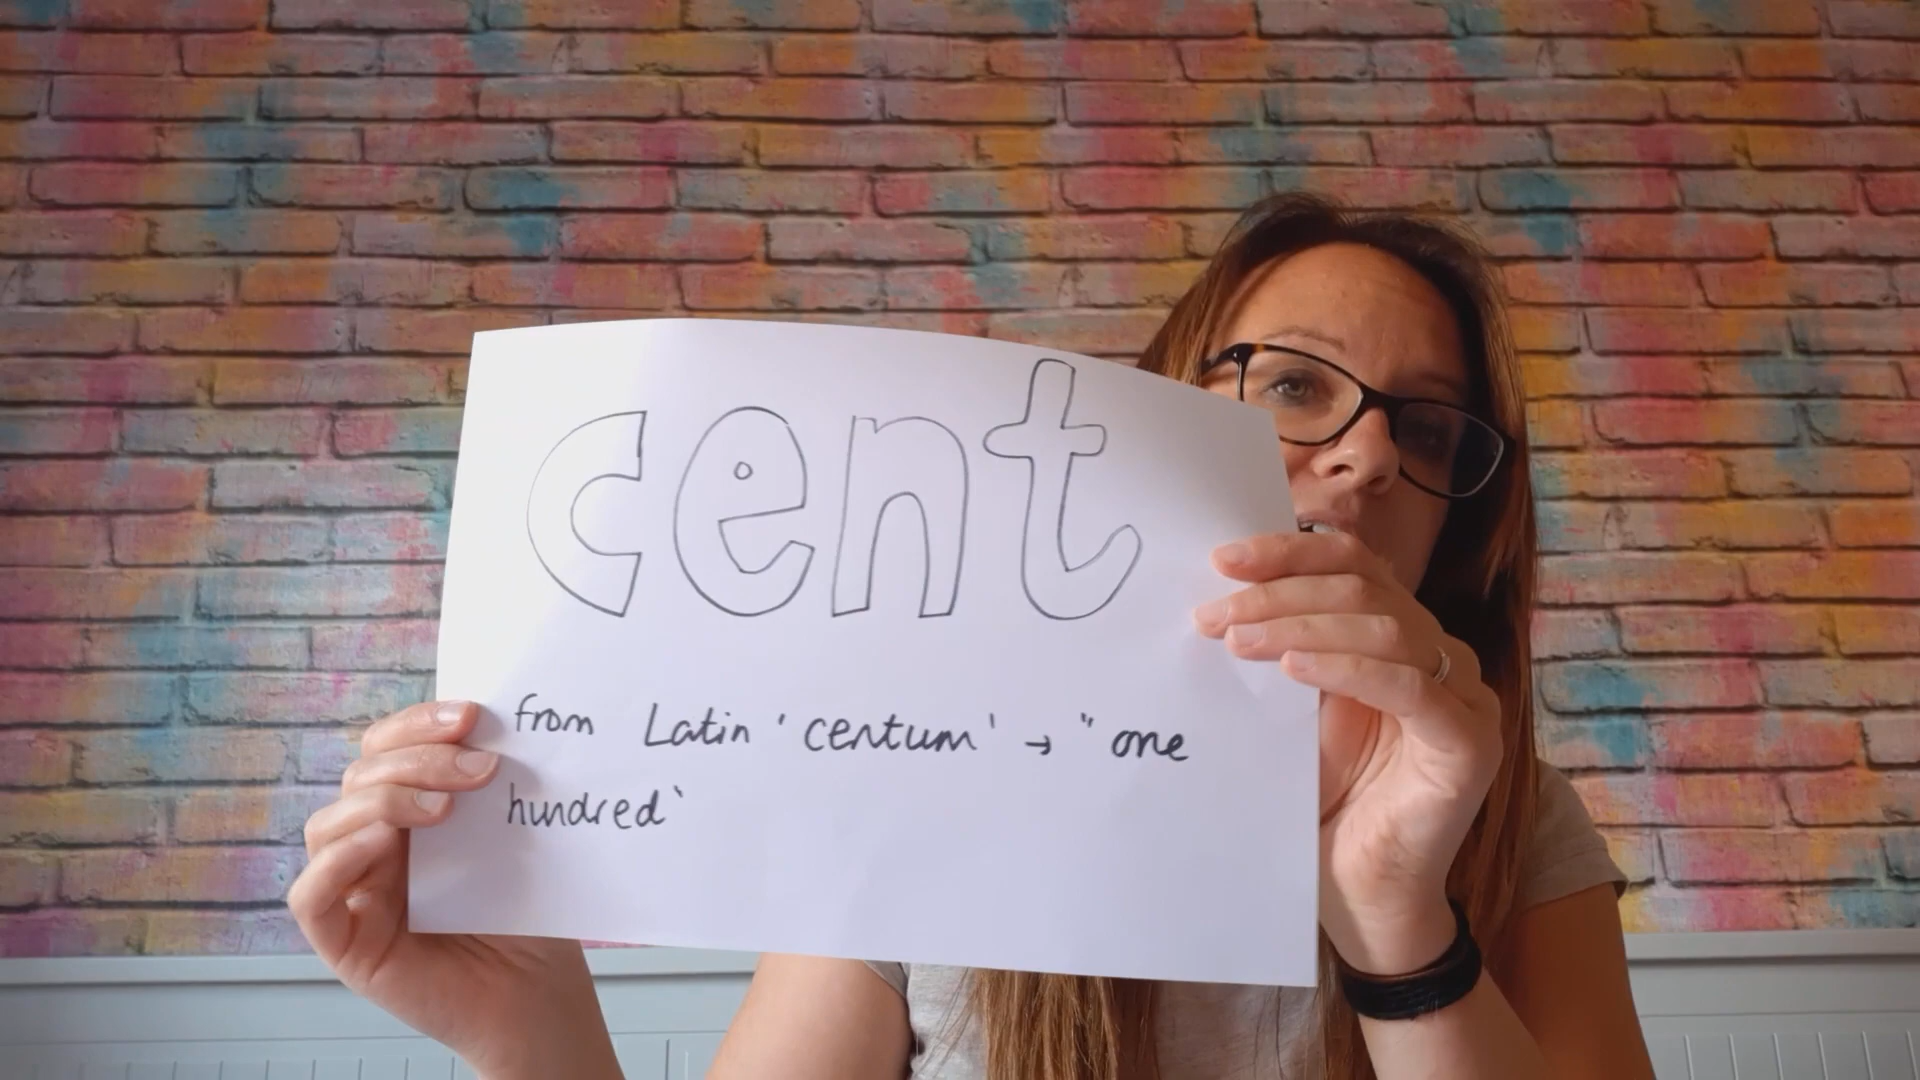 cent
from Latin 'centum' → "one
hundred'